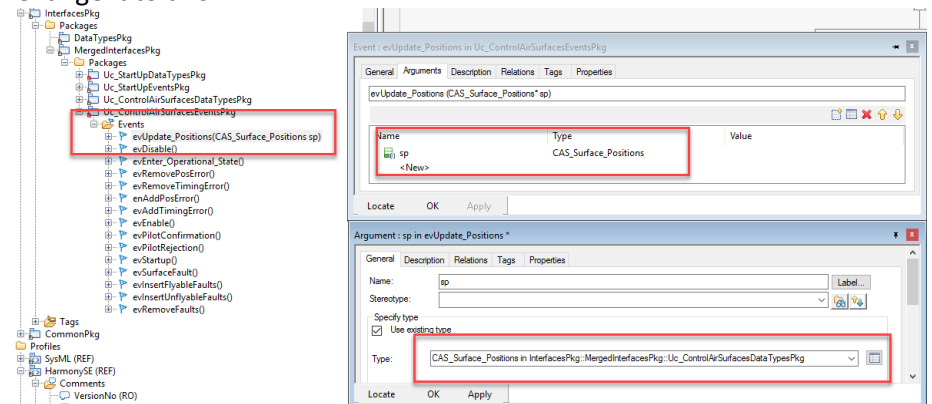 InterfacesPkg
Packages
DataTypesPkg
MergedInterfacesPkg
Packages
Uc_StartUpDataTypesPkg
Uc_StartUpEventsPkg
Uc_ControlAirSurfacesDataTypesPkg
Uc_ControlAirSurfacesEventsPkg
Events
evUpdate_Positions(CAS_Surface_Positions sp)
evDisable()
evEnter_Operational_State()
evRemovePosError()
evRemoveTimingError()
enAddPosError()
evAddTimingError()
evEnable()
evPilotConfirmation()
evPilotRejection()
evStartup()
evSurfaceFault()
evInsertFlyableFaults()
evInsertUnflyableFaults()
evRemoveFaults()
Tags
CommonPkg
Profiles
SysML (REF)
HarmonySE (REF)
Comments
VersionNo (RO)
Event : evUpdate_Positions in Uc_ControlAirSurfacesEventsPkg
General Arguments Description Relations Tags Properties
evUpdate_Positions (CAS_Surface_Positions* sp)
Name Type Value
sp CAS_Surface_Positions
<New>
Locate OK Apply
Argument : sp in evUpdate_Positions *
General Description Relations Tags Properties
Name: sp Label...
Stereotype:
Specify type
Use existing type
Type: CAS_Surface_Positions in InterfacesPkg::MergedInterfacesPkg::Uc_ControlAirSurfacesDataTypesPkg
Locate OK Apply